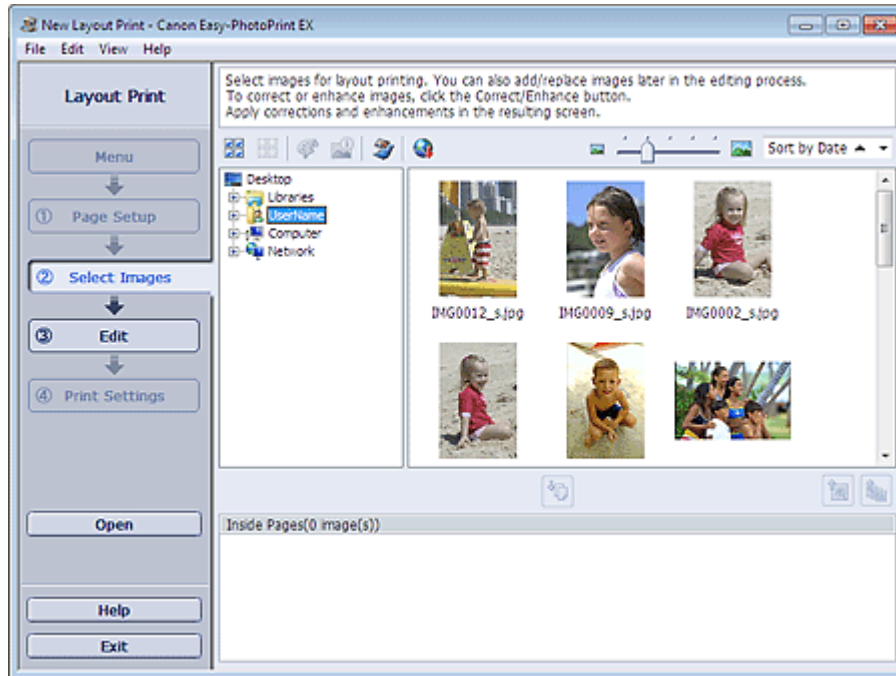 New Layout Print - Canon Easy-PhotoPrint EX
File Edit View Help
Layout Print
Select images for layout printing. You can also add/replace images later in the editing process.
To correct or enhance images, click the Correct/Enhance button.
Apply corrections and enhancements in the resulting screen.
Menu
① Page Setup
② Select Images
③ Edit
④ Print Settings
Open
Help
Exit
Sort by Date
Desktop
Libraries
UserName
Computer
Network
IMG0012_s.jpg IMG0009_s.jpg IMG0002_s.jpg
Inside Pages(0 image(s))